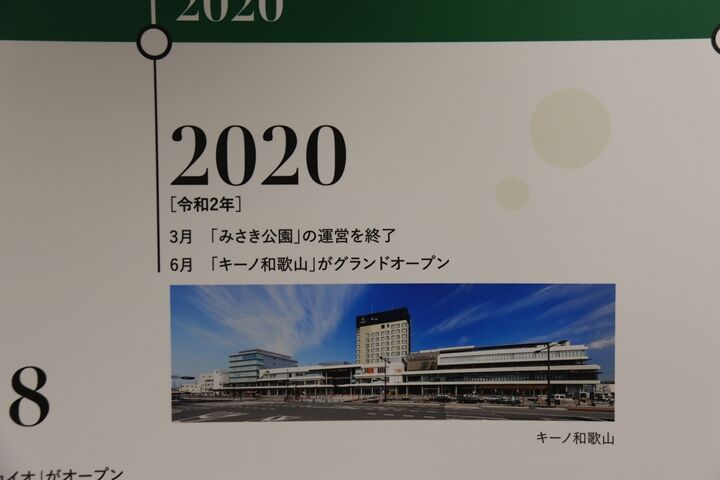 2020
2020
[令和2年]
3月 「みさき公園」の運営を終了
6月 「キーノ和歌山」がグランドオープン
キーノ和歌山
8
イオ」がオープン